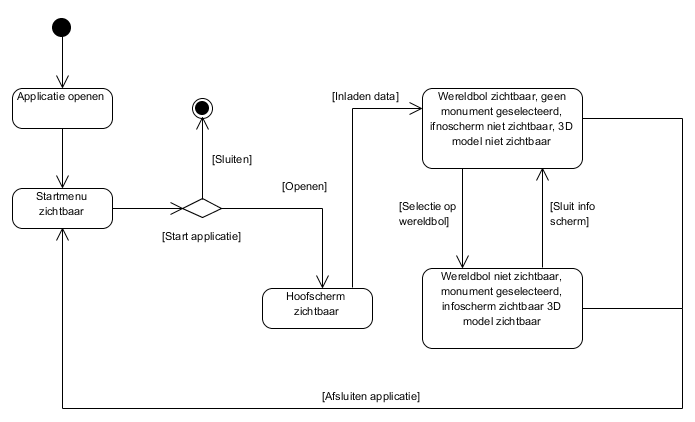 Applicatie openen
Startmenu
zichtbaar
[Sluiten]
[Start applicatie]
[Openen]
Hoofscherm
zichtbaar
[Inladen data]
Wereldbol zichtbaar, geen
monument geselecteerd,
ifnoscherm niet zichtbaar, 3D
model niet zichtbaar
[Selectie op
wereldbol]
[Sluit info
scherm]
Wereldbol niet zichtbaar,
monument geselecteerd,
infoscherm zichtbaar 3D
model zichtbaar
[Afsluiten applicatie]